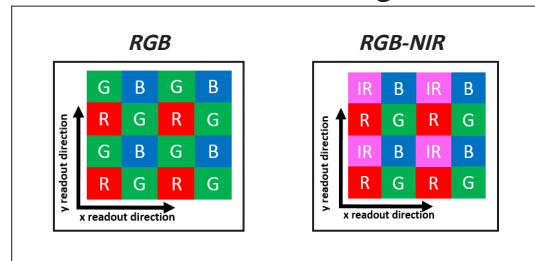 RGB
RGB-NIR
G B G B
R G R G
G B G B
R G R G
y readout direction
x readout direction
IR B IR B
R G R G
IR B IR B
R G R G
y readout direction
x readout direction